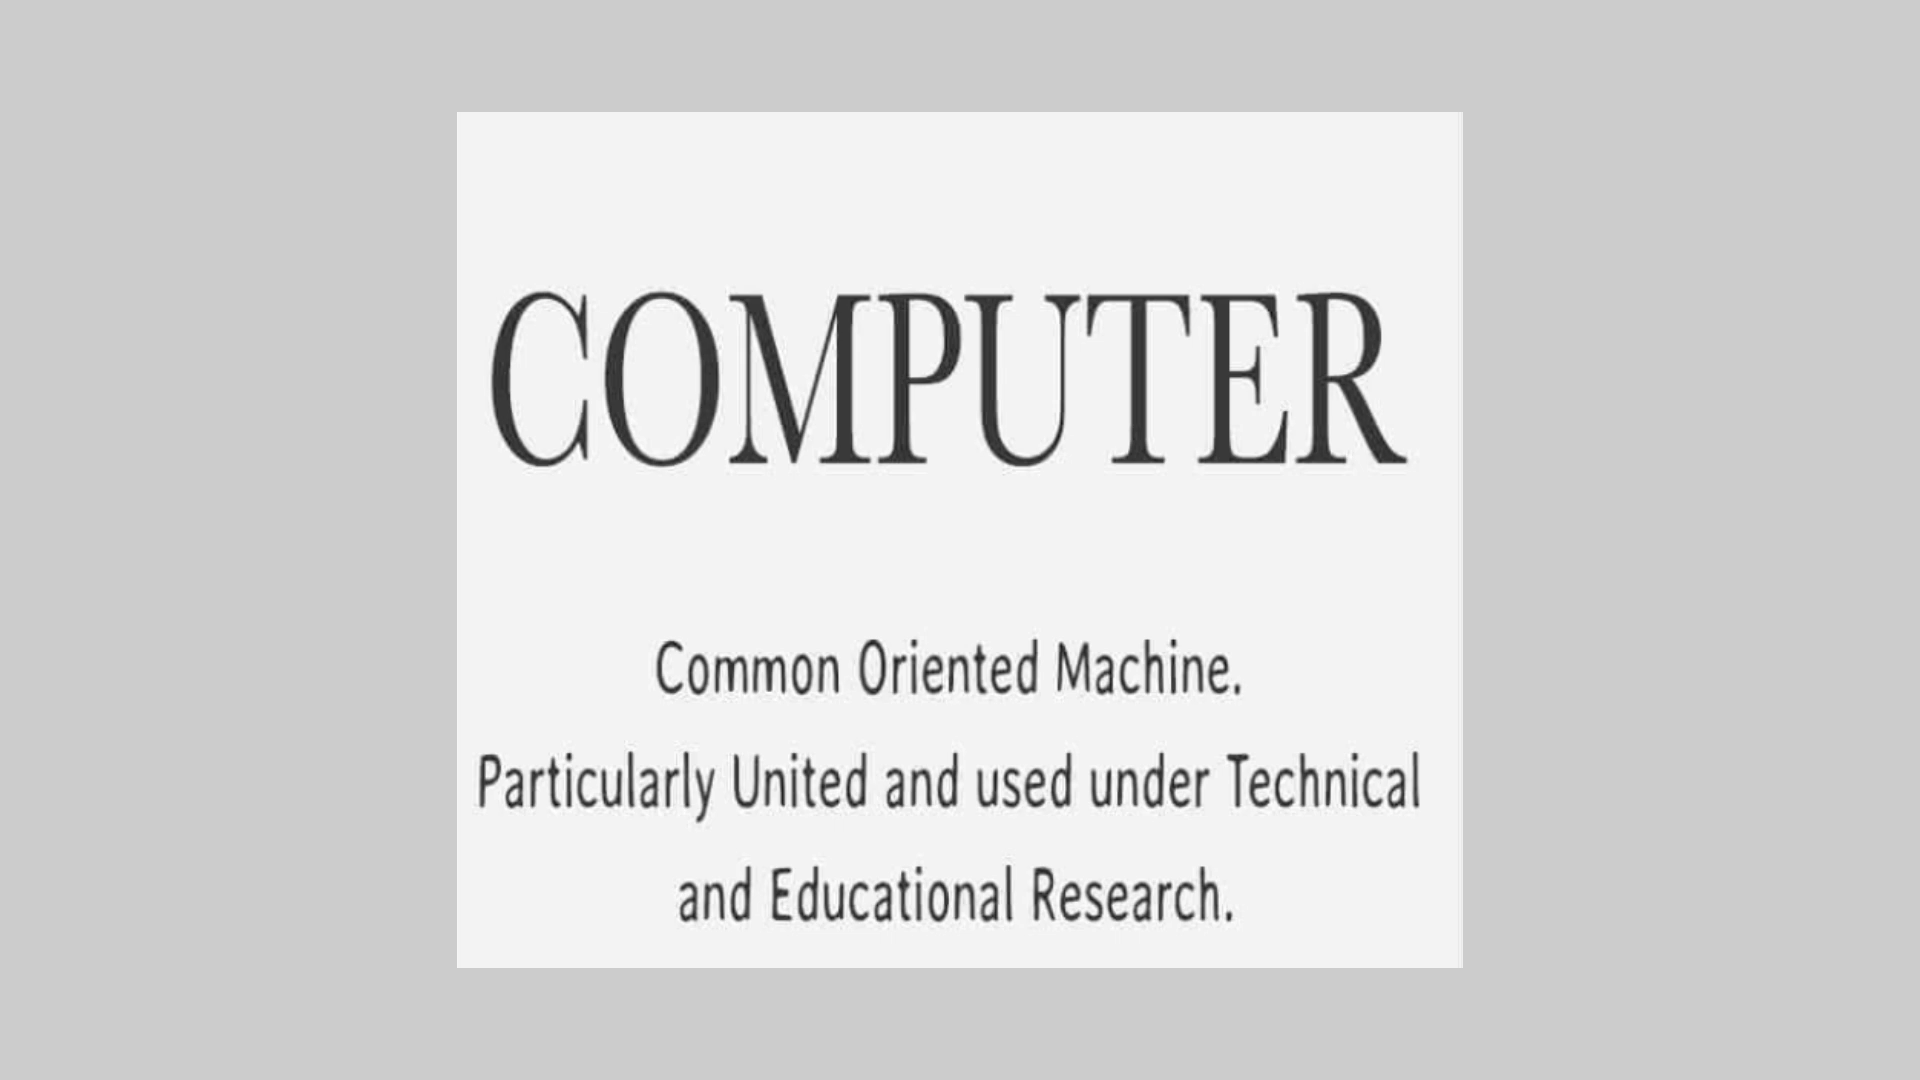 COMPUTER
Common Oriented Machine.
Particularly United and used under Technical
and Educational Research.